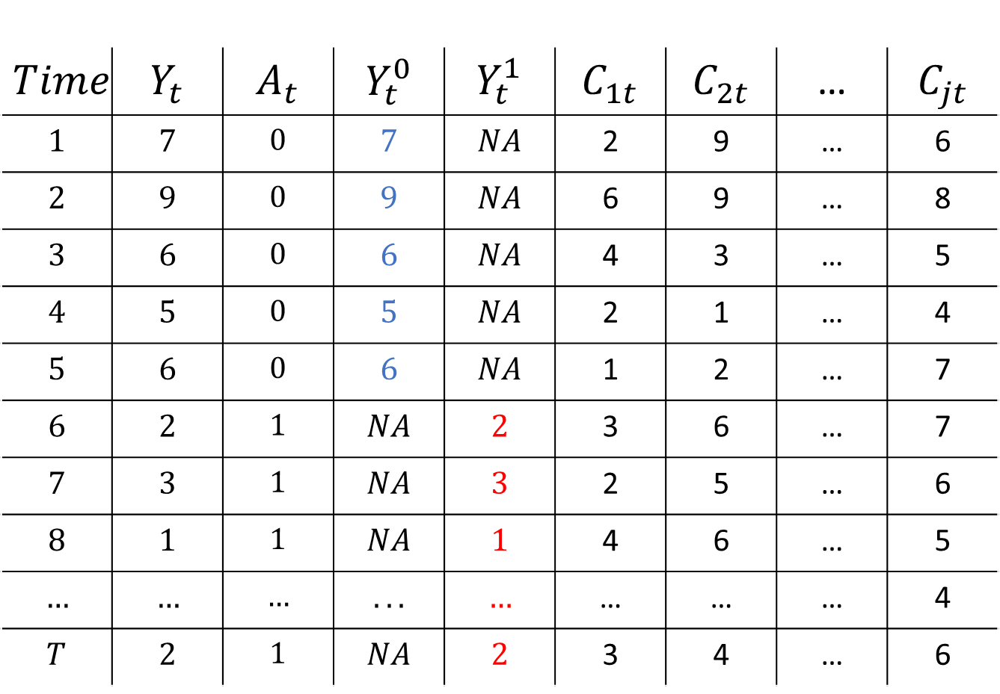 Time Y_t A_t Y_t^0 Y_t^1 C_{1t} C_{2t} ... C_{jt}
1 7 0 7 NA 2 9 ... 6
2 9 0 9 NA 6 9 ... 8
3 6 0 6 NA 4 3 ... 5
4 5 0 5 NA 2 1 ... 4
5 6 0 6 NA 1 2 ... 7
6 2 1 NA 2 3 6 ... 7
7 3 1 NA 3 2 5 ... 6
8 1 1 NA 1 4 6 ... 5
... ... ... ... ... ... ... ... 4
T 2 1 NA 2 3 4 ... 6